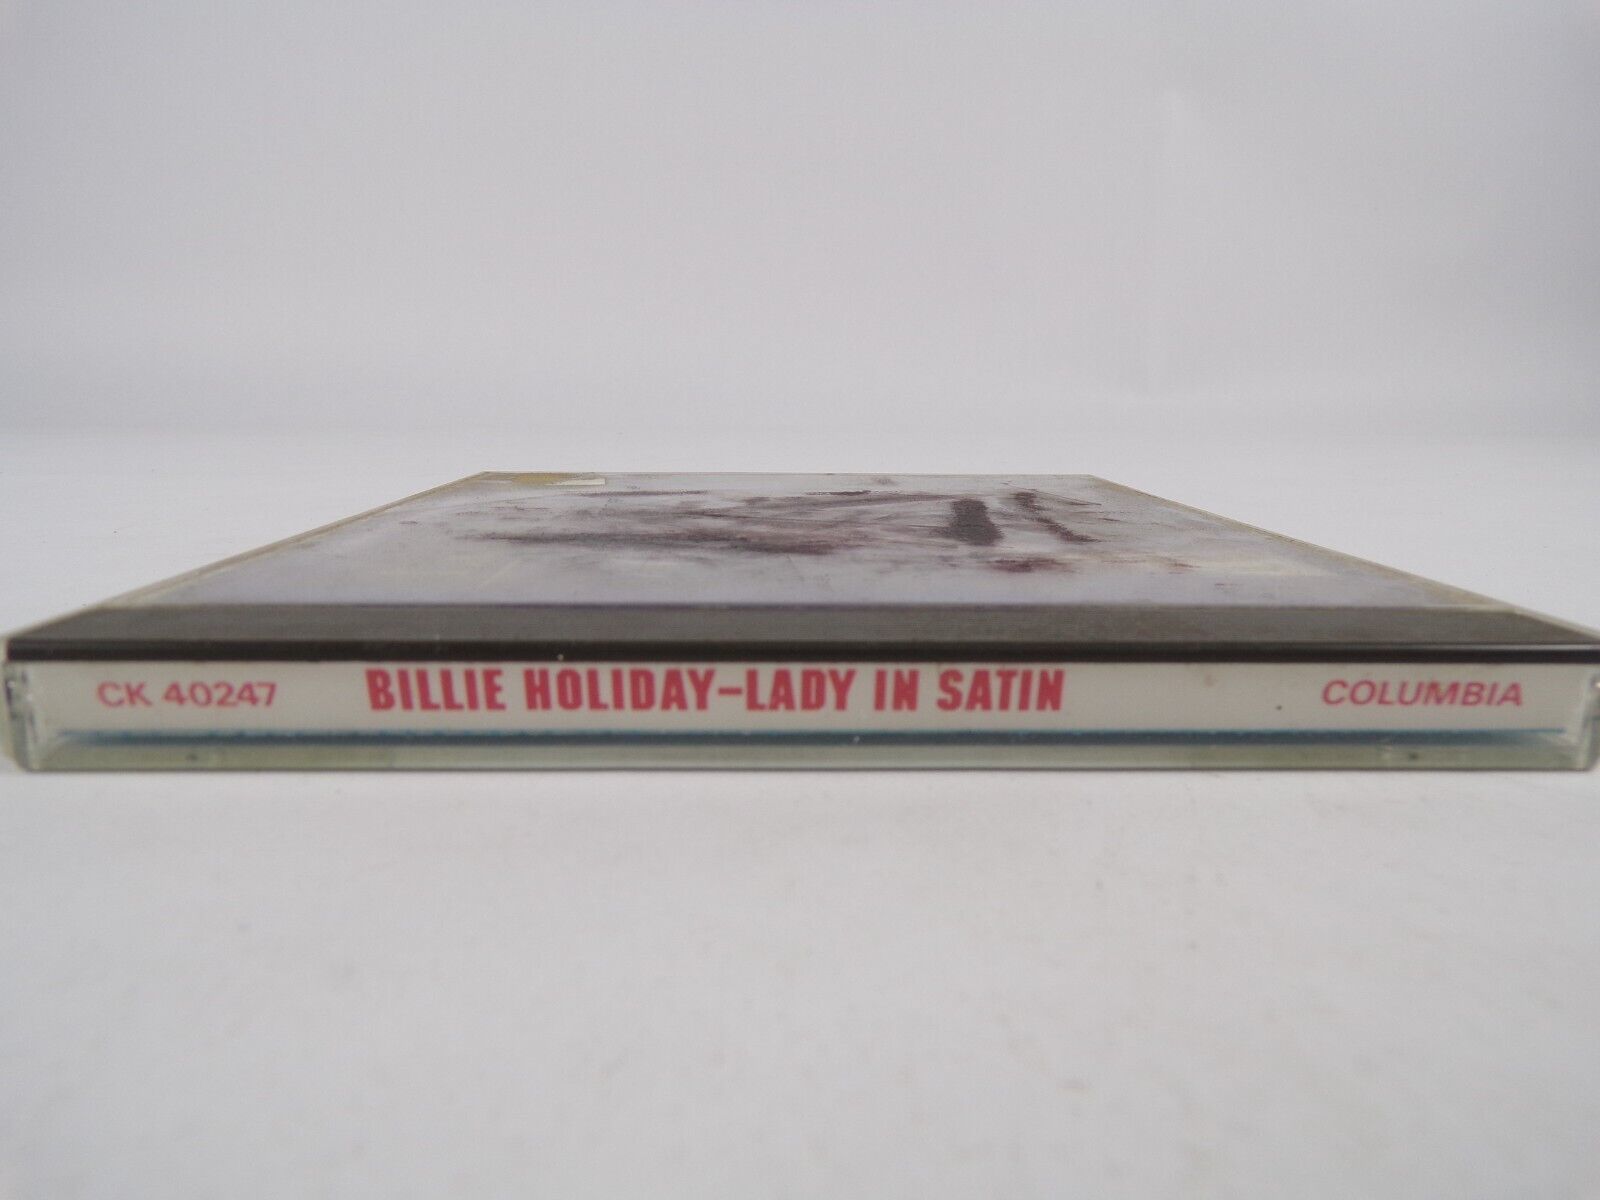 CK 40247 BILLIE HOLIDAY–LADY IN SATIN COLUMBIA